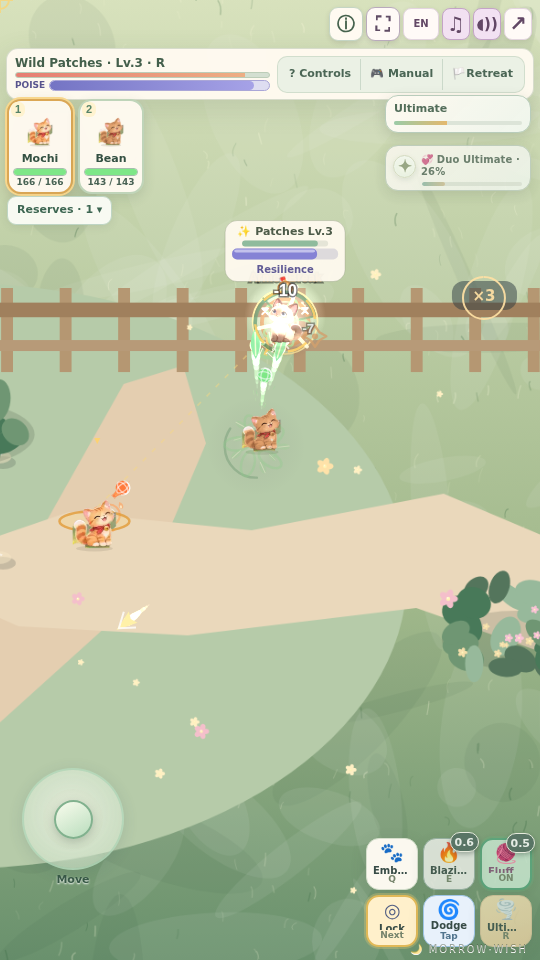 EN
Wild Patches · Lv.3 · R
POISE
? Controls
🎮 Manual
🏳️Retreat
1
Mochi
166 / 166
2
Bean
143 / 143
Ultimate
💞 Duo Ultimate · 26%
Reserves · 1 ▾
✨ Patches Lv.3
Resilience
-10
-7
×3
Move
Emb...
Q
0.6
Blazi...
E
0.5
Fluff
ON
Lock
Next
Dodge
Tap
Ulti...
R
🌙 MORROW-WISH